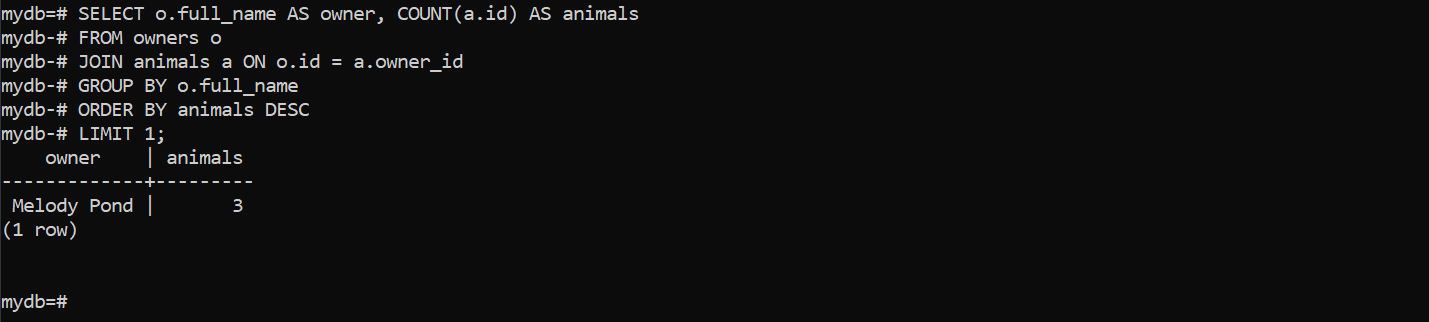 mydb=# SELECT o.full_name AS owner, COUNT(a.id) AS animals
mydb-# FROM owners o
mydb-# JOIN animals a ON o.id = a.owner_id
mydb-# GROUP BY o.full_name
mydb-# ORDER BY animals DESC
mydb-# LIMIT 1;
    owner    | animals
-------------+---------
 Melody Pond |       3
(1 row)
mydb=#